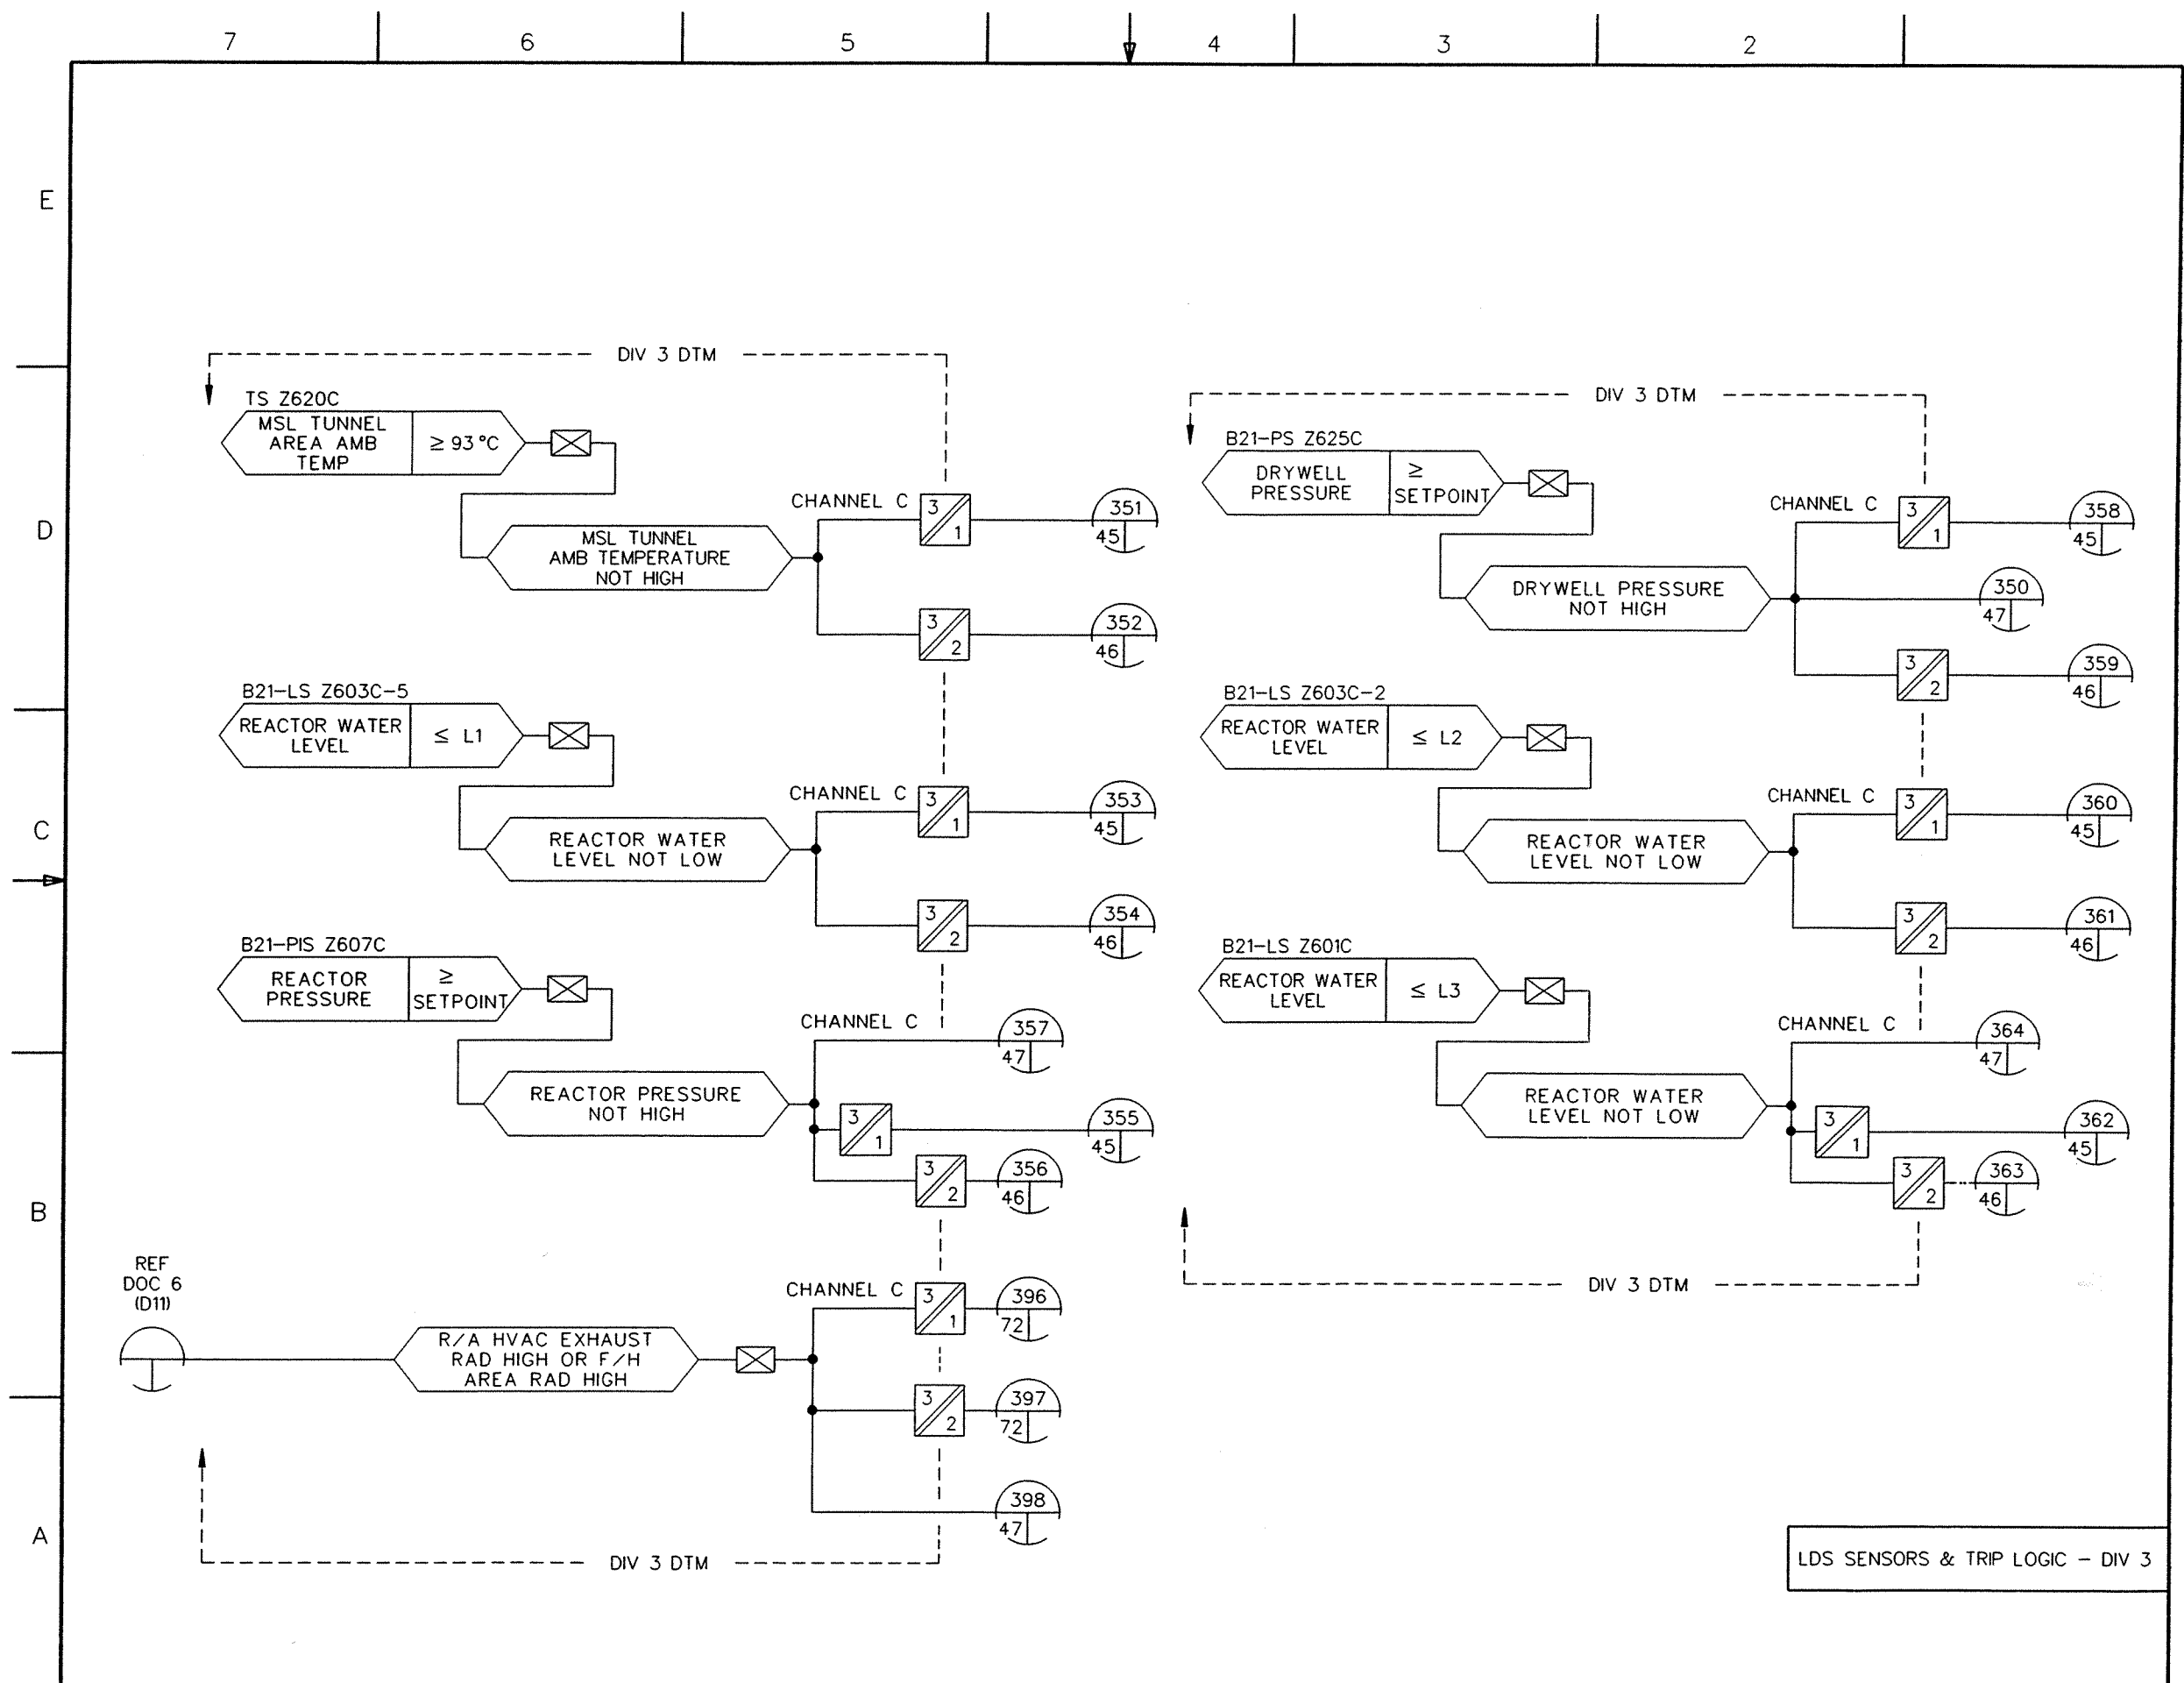 7 6 5 4 3 2
E
D
C
B
A
DIV 3 DTM
TS Z620C
MSL TUNNEL
AREA AMB
TEMP
≥ 93 °C
MSL TUNNEL
AMB TEMPERATURE
NOT HIGH
CHANNEL C
3
1
351
45
3
2
352
46
B21-LS Z603C-5
REACTOR WATER
LEVEL
≤ L1
REACTOR WATER
LEVEL NOT LOW
CHANNEL C
3
1
353
45
3
2
354
46
B21-PIS Z607C
REACTOR
PRESSURE
≥
SETPOINT
REACTOR PRESSURE
NOT HIGH
CHANNEL C
357
47
3
1
355
45
3
2
356
46
REF
DOC 6
(D11)
R/A HVAC EXHAUST
RAD HIGH OR F/H
AREA RAD HIGH
CHANNEL C
3
1
396
72
3
2
397
72
398
47
DIV 3 DTM
DIV 3 DTM
B21-PS Z625C
DRYWELL
PRESSURE
≥
SETPOINT
DRYWELL PRESSURE
NOT HIGH
CHANNEL C
3
1
358
45
350
47
3
2
359
46
B21-LS Z603C-2
REACTOR WATER
LEVEL
≤ L2
REACTOR WATER
LEVEL NOT LOW
CHANNEL C
3
1
360
45
3
2
361
46
B21-LS Z601C
REACTOR WATER
LEVEL
≤ L3
REACTOR WATER
LEVEL NOT LOW
CHANNEL C
364
47
3
1
362
45
3
2
363
46
DIV 3 DTM
LDS SENSORS & TRIP LOGIC - DIV 3